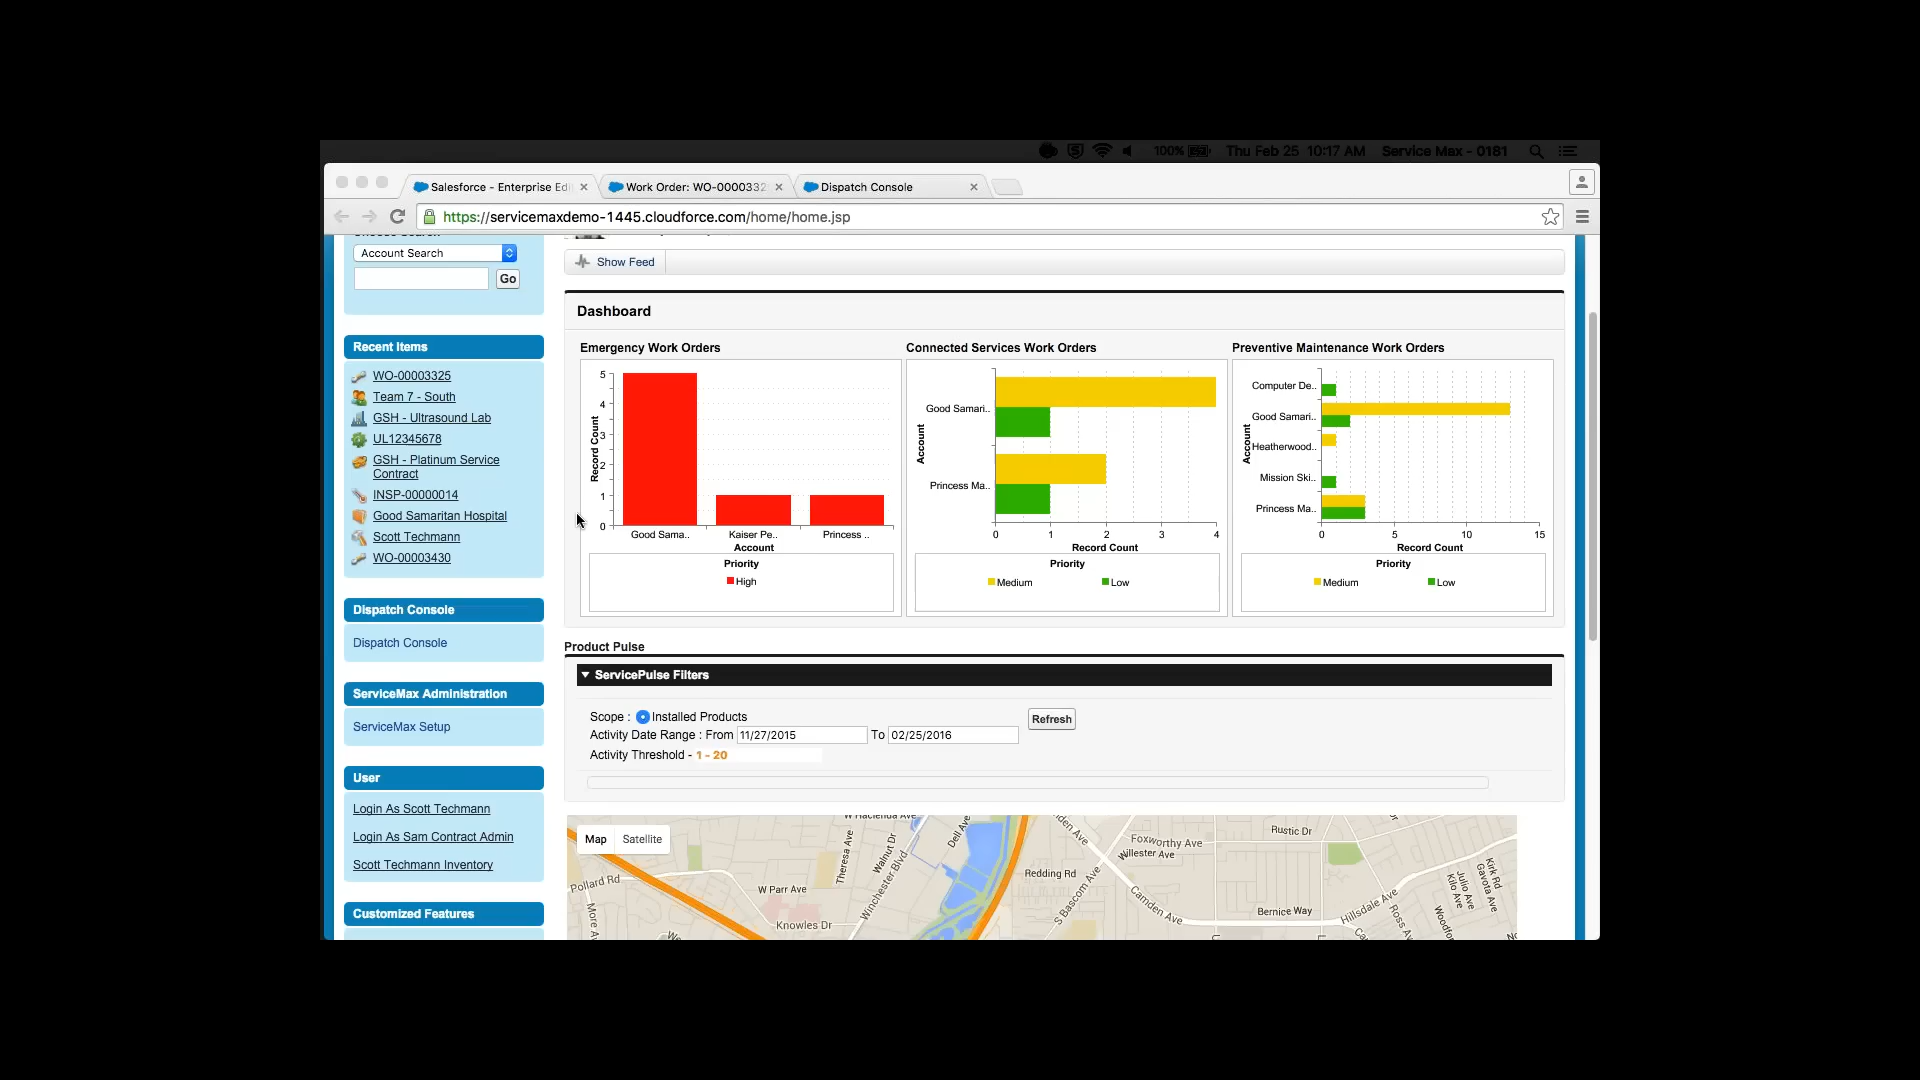 100% Thu Feb 25 10:17 AM Service Max - 0181
Salesforce - Enterprise Edi
Work Order: WO-0000332
Dispatch Console
https://servicemaxdemo-1445.cloudforce.com/home/home.jsp
Account Search
Go
Show Feed
Dashboard
Recent Items
WO-00003325
Team 7 - South
GSH - Ultrasound Lab
UL12345678
GSH - Platinum Service
Contract
INSP-00000014
Good Samaritan Hospital
Scott Techmann
WO-00003430
Dispatch Console
Dispatch Console
ServiceMax Administration
ServiceMax Setup
User
Login As Scott Techmann
Login As Sam Contract Admin
Scott Techmann Inventory
Customized Features
Emergency Work Orders
5
4
3
2
1
0
Record Count
Good Sama..
Kaiser Pe..
Princess ..
Account
Priority
High
Connected Services Work Orders
Good Samari..
Princess Ma..
Account
0 1 2 3 4
Record Count
Priority
Medium
Low
Preventive Maintenance Work Orders
Computer De..
Good Samari..
Heatherwood..
Mission Ski..
Princess Ma..
Account
0 5 10 15
Record Count
Priority
Medium
Low
Product Pulse
ServicePulse Filters
Scope : Installed Products
Refresh
Activity Date Range : From 11/27/2015 To 02/25/2016
Activity Threshold - 1 - 20
Map
Satellite
W Hacienda Ave
Theresa Ave
Walnut Dr
Dell Ave
Winchester Blvd
Pollard Rd
W Parr Ave
Knowles Dr
More A
Redding Rd
S Bascom Ave
Camden Ave
Foxworthy Ave
Willester Ave
Rustic Dr
Bernice Way
Hillsdale Ave
Ross Av
Kirk Rd
Gavota Ave
Julio Ave
Kilo Ave
Woodfor